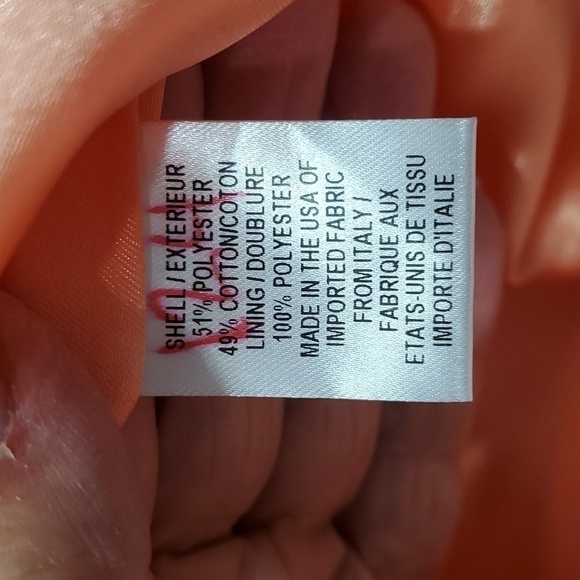 SHELL / EXTERIEUR
51% POLYESTER
49% COTTON/COTON
LINING / DOUBLURE
100% POLYESTER
MADE IN THE USA OF
IMPORTED FABRIC
FROM ITALY /
FABRIQUE AUX
ETATS-UNIS DE TISSU
IMPORTE D'ITALIE